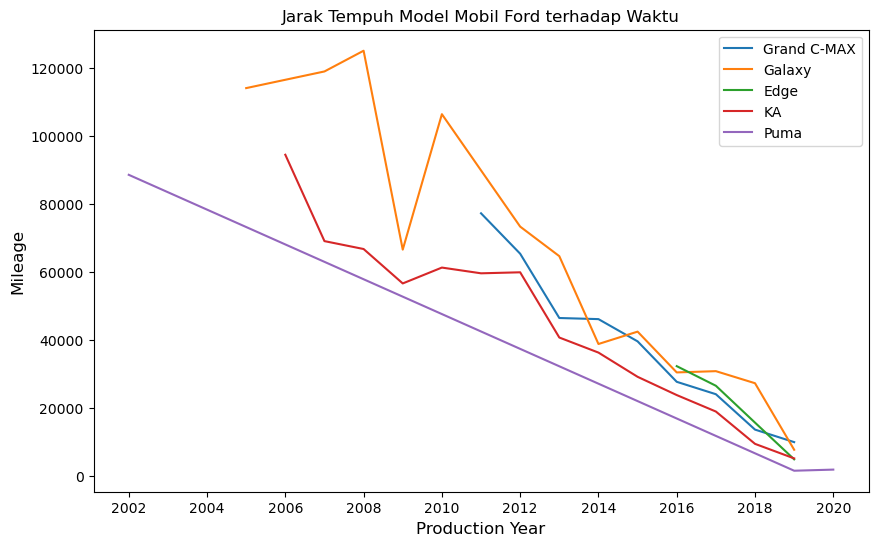 Jarak Tempuh Model Mobil Ford terhadap Waktu
Grand C-MAX
Galaxy
Edge
KA
Puma
Mileage
120000
100000
80000
60000
40000
20000
0
2002 2004 2006 2008 2010 2012 2014 2016 2018 2020
Production Year